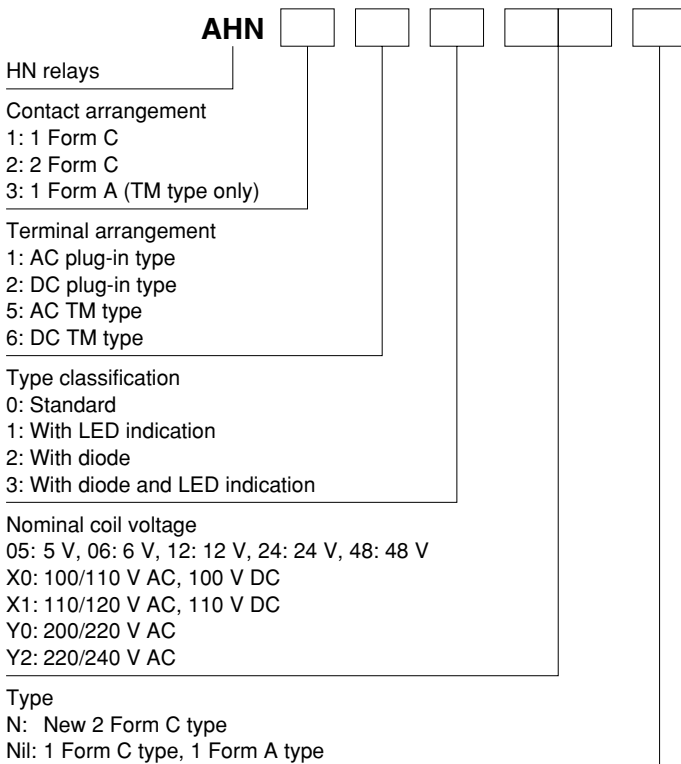 AHN
HN relays
Contact arrangement
1: 1 Form C
2: 2 Form C
3: 1 Form A (TM type only)
Terminal arrangement
1: AC plug-in type
2: DC plug-in type
5: AC TM type
6: DC TM type
Type classification
0: Standard
1: With LED indication
2: With diode
3: With diode and LED indication
Nominal coil voltage
05: 5 V, 06: 6 V, 12: 12 V, 24: 24 V, 48: 48 V
X0: 100/110 V AC, 100 V DC
X1: 110/120 V AC, 110 V DC
Y0: 200/220 V AC
Y2: 220/240 V AC
Type
N: New 2 Form C type
Nil: 1 Form C type, 1 Form A type